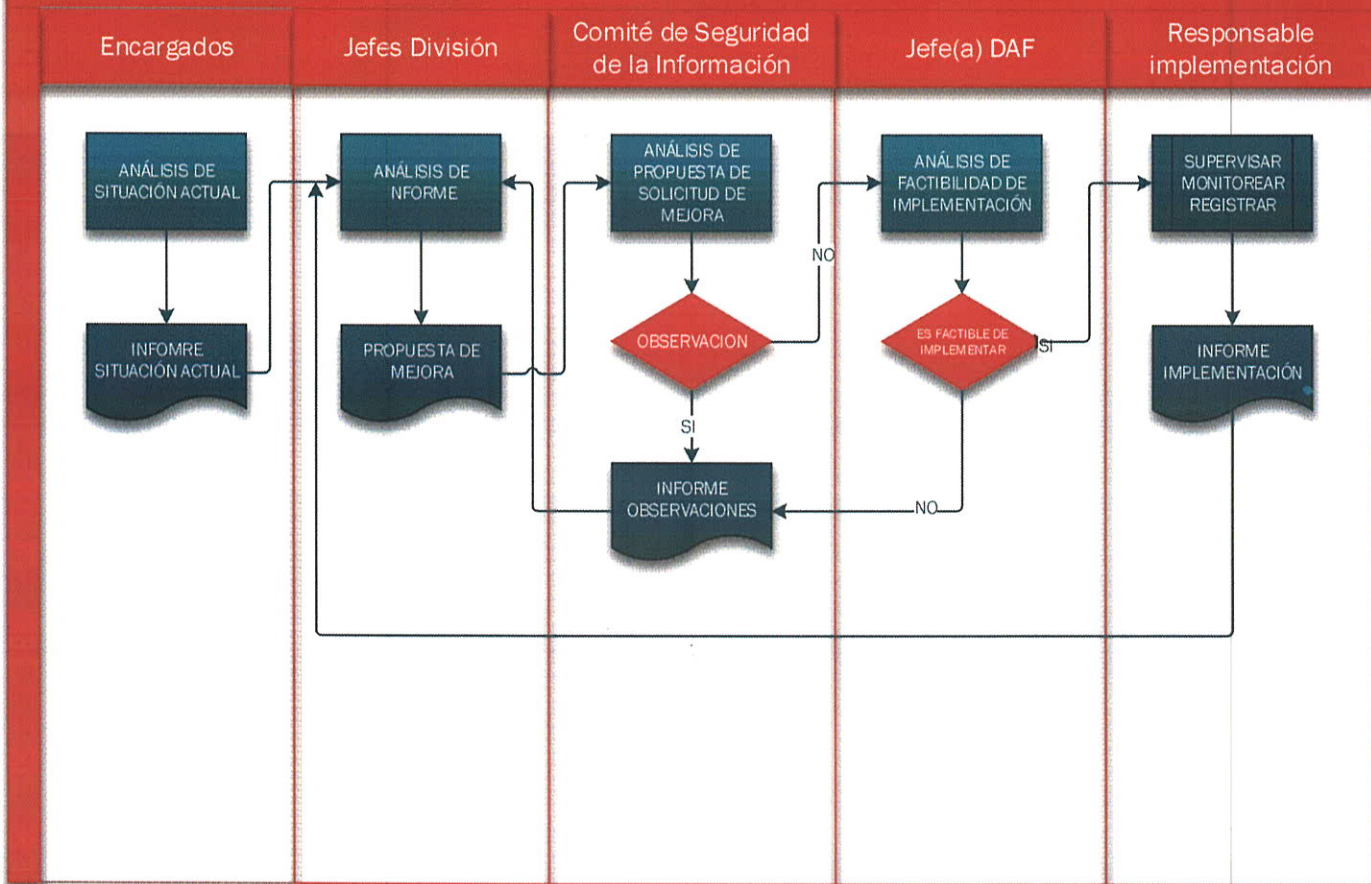 Encargados
Jefes División
Comité de Seguridad
de la Información
Jefe(a) DAF
Responsable
implementación
ANÁLISIS DE
SITUACIÓN ACTUAL
INFOMRE
SITUACIÓN ACTUAL
ANÁLISIS DE
NFORME
PROPUESTA DE
MEJORA
ANÁLISIS DE
PROPUESTA DE
SOLICITUD DE
MEJORA
OBSERVACION
NO
SI
INFORME
OBSERVACIONES
ANÁLISIS DE
FACTIBILIDAD DE
IMPLEMENTACIÓN
ES FACTIBLE DE
IMPLEMENTAR
SI
NO
SUPERVISAR
MONITOREAR
REGISTRAR
INFORME
IMPLEMENTACIÓN